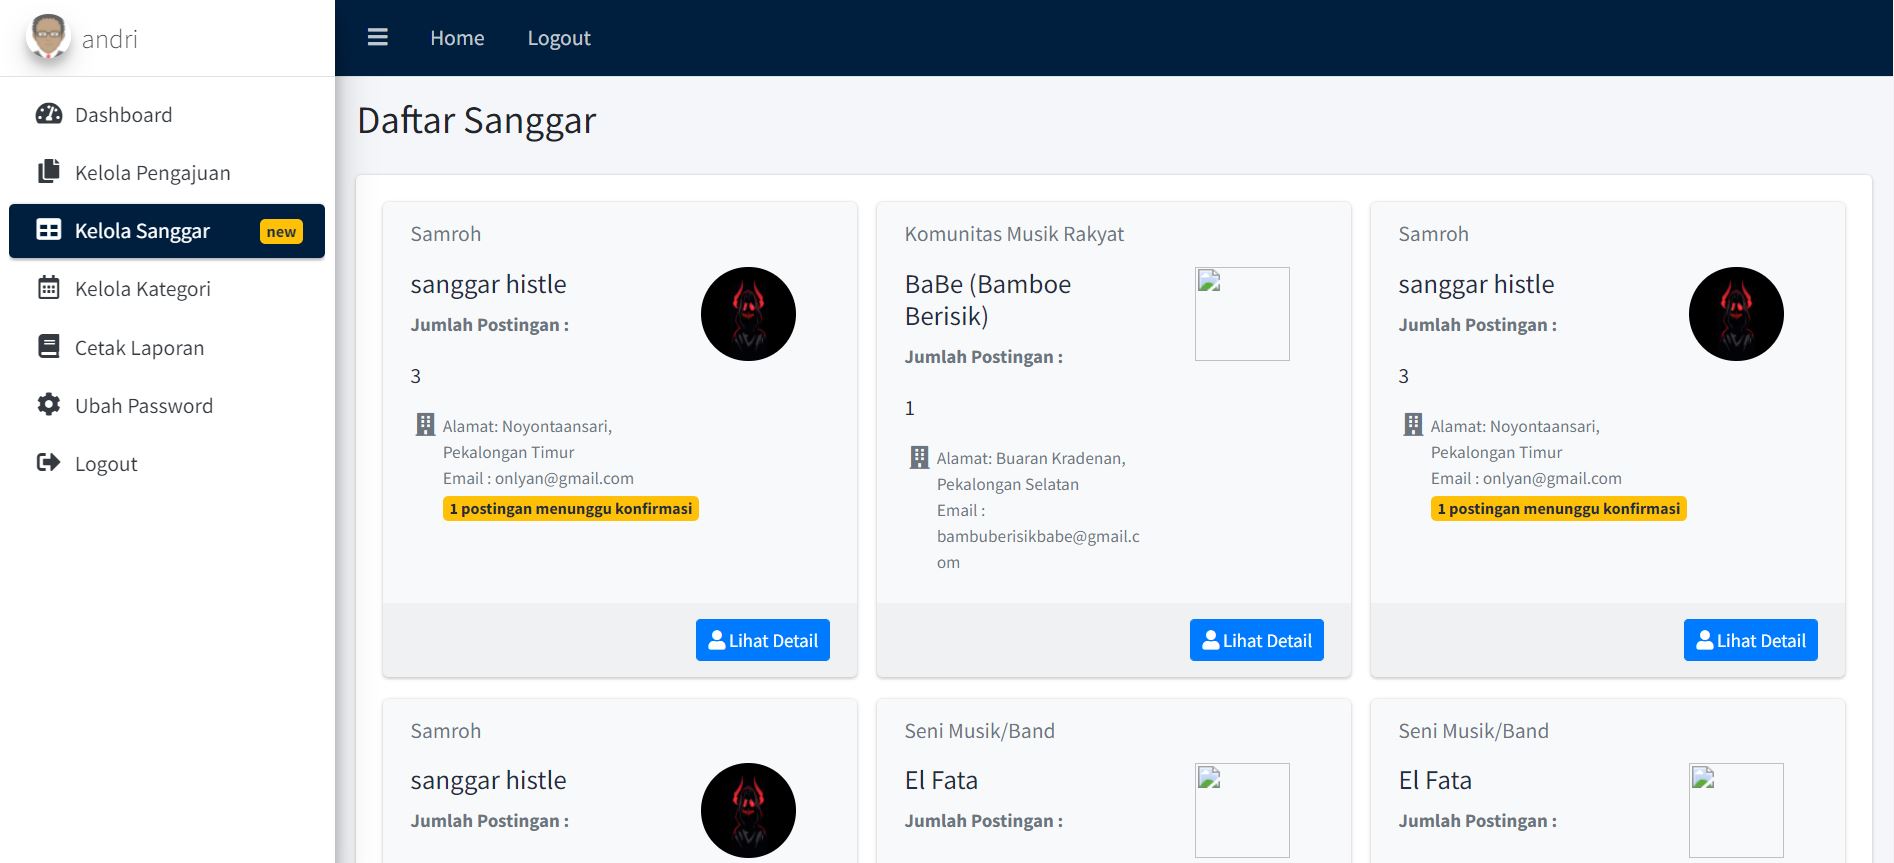 andri
Home
Logout
Dashboard
Kelola Pengajuan
Kelola Sanggar
new
Kelola Kategori
Cetak Laporan
Ubah Password
Logout
Daftar Sanggar
Samroh
sanggar histle
Jumlah Postingan :
3
Alamat: Noyontaansari,
Pekalongan Timur
Email : onlyan@gmail.com
1 postingan menunggu konfirmasi
Lihat Detail
Komunitas Musik Rakyat
BaBe (Bamboe
Berisik)
Jumlah Postingan :
1
Alamat: Buaran Kradenan,
Pekalongan Selatan
Email :
bambuberisikbabe@gmail.c
om
Lihat Detail
Samroh
sanggar histle
Jumlah Postingan :
3
Alamat: Noyontaansari,
Pekalongan Timur
Email : onlyan@gmail.com
1 postingan menunggu konfirmasi
Lihat Detail
Samroh
sanggar histle
Jumlah Postingan :
Seni Musik/Band
El Fata
Jumlah Postingan :
Seni Musik/Band
El Fata
Jumlah Postingan :